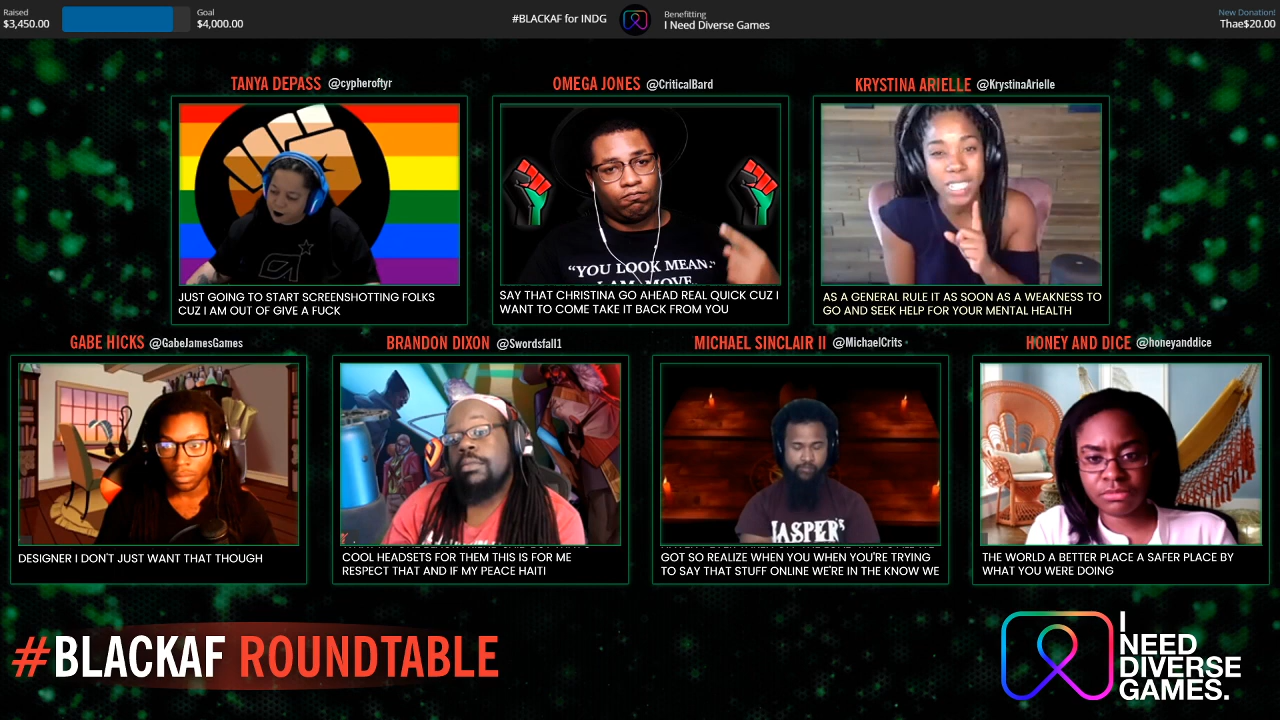 Raised
$3,450.00
Goal
$4,000.00
#BLACKAF for INDG
Benefitting
I Need Diverse Games
New Donation!
Thae$20.00
TANYA DEPASS @cypheroftyr
JUST GOING TO START SCREENSHOTTING FOLKS
CUZ I AM OUT OF GIVE A FUCK
OMEGA JONES @CriticalBard
"YOU LOOK MEAN."
I AM MOVE
SAY THAT CHRISTINA GO AHEAD REAL QUICK CUZ I
WANT TO COME TAKE IT BACK FROM YOU
KRYSTINA ARIELLE @KrystinaArielle
AS A GENERAL RULE IT AS SOON AS A WEAKNESS TO
GO AND SEEK HELP FOR YOUR MENTAL HEALTH
GABE HICKS @GabeJamesGames
DESIGNER I DON'T JUST WANT THAT THOUGH
BRANDON DIXON @Swordsfall1
COOL HEADSETS FOR THEM THIS IS FOR ME
RESPECT THAT AND IF MY PEACE HAITI
MICHAEL SINCLAIR II @MichaelCrits
JASPER'S
GOT SO REALIZE WHEN YOU WHEN YOU'RE TRYING
TO SAY THAT STUFF ONLINE WE'RE IN THE KNOW WE
HONEY AND DICE @honeyanddice
THE WORLD A BETTER PLACE A SAFER PLACE BY
WHAT YOU WERE DOING
#BLACKAF ROUNDTABLE
I
NEED
DIVERSE
GAMES.